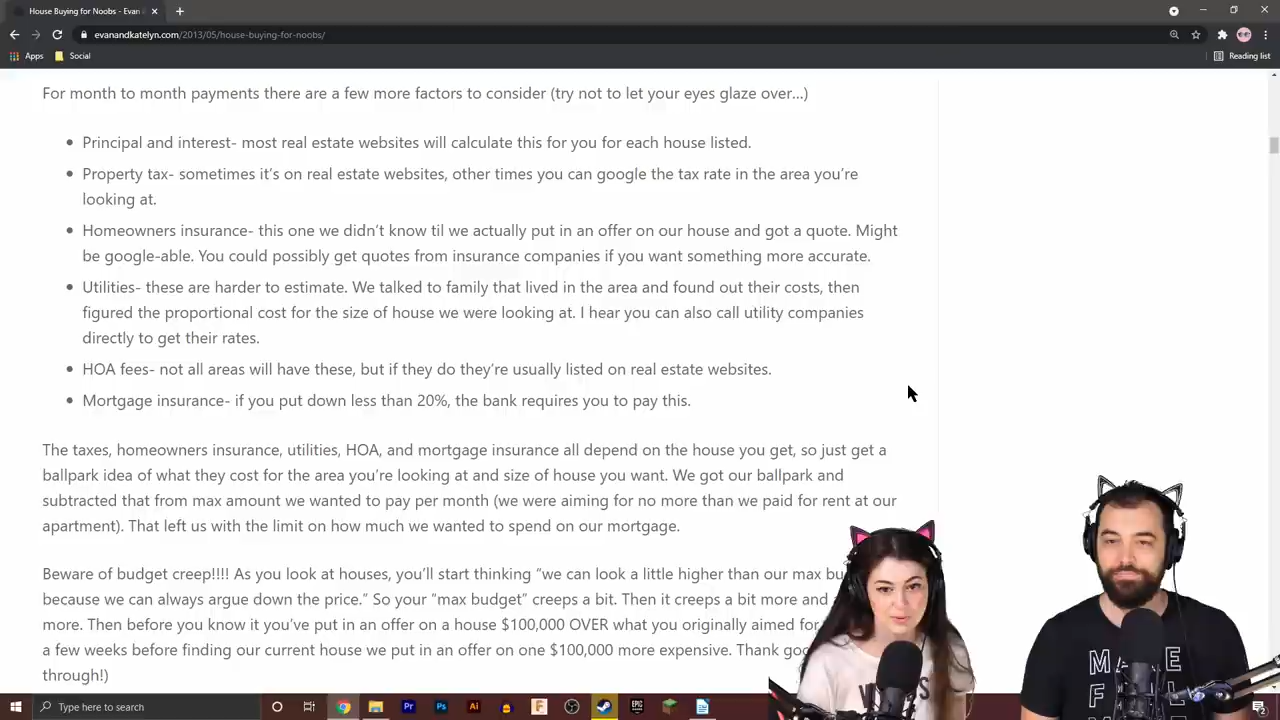 House Buying for Noobs - Evan
evanandkatelyn.com/2013/05/house-buying-for-noobs/
Apps Social Reading list
For month to month payments there are a few more factors to consider (try not to let your eyes glaze over...)
Principal and interest- most real estate websites will calculate this for you for each house listed.
Property tax- sometimes it's on real estate websites, other times you can google the tax rate in the area you're
looking at.
Homeowners insurance- this one we didn't know til we actually put in an offer on our house and got a quote. Might
be google-able. You could possibly get quotes from insurance companies if you want something more accurate.
Utilities- these are harder to estimate. We talked to family that lived in the area and found out their costs, then
figured the proportional cost for the size of house we were looking at. I hear you can also call utility companies
directly to get their rates.
HOA fees- not all areas will have these, but if they do they're usually listed on real estate websites.
Mortgage insurance- if you put down less than 20%, the bank requires you to pay this.
The taxes, homeowners insurance, utilities, HOA, and mortgage insurance all depend on the house you get, so just get a
ballpark idea of what they cost for the area you're looking at and size of house you want. We got our ballpark and
subtracted that from max amount we wanted to pay per month (we were aiming for no more than we paid for rent at our
apartment). That left us with the limit on how much we wanted to spend on our mortgage.
Beware of budget creep!!!! As you look at houses, you'll start thinking "we can look a little higher than our max
because we can always argue down the price." So your "max budget" creeps a bit. Then it creeps a bit more and
more. Then before you know it you've put in an offer on a house $100,000 OVER what you originally aimed for
a few weeks before finding our current house we put in an offer on one $100,000 more expensive.
through!)
Type here to search